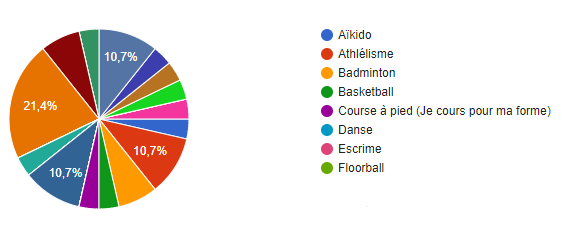 10,7%
21,4%
10,7%
10,7%
Aïkido
Athlélisme
Badminton
Basketball
Course à pied (Je cours pour ma forme)
Danse
Escrime
Floorball